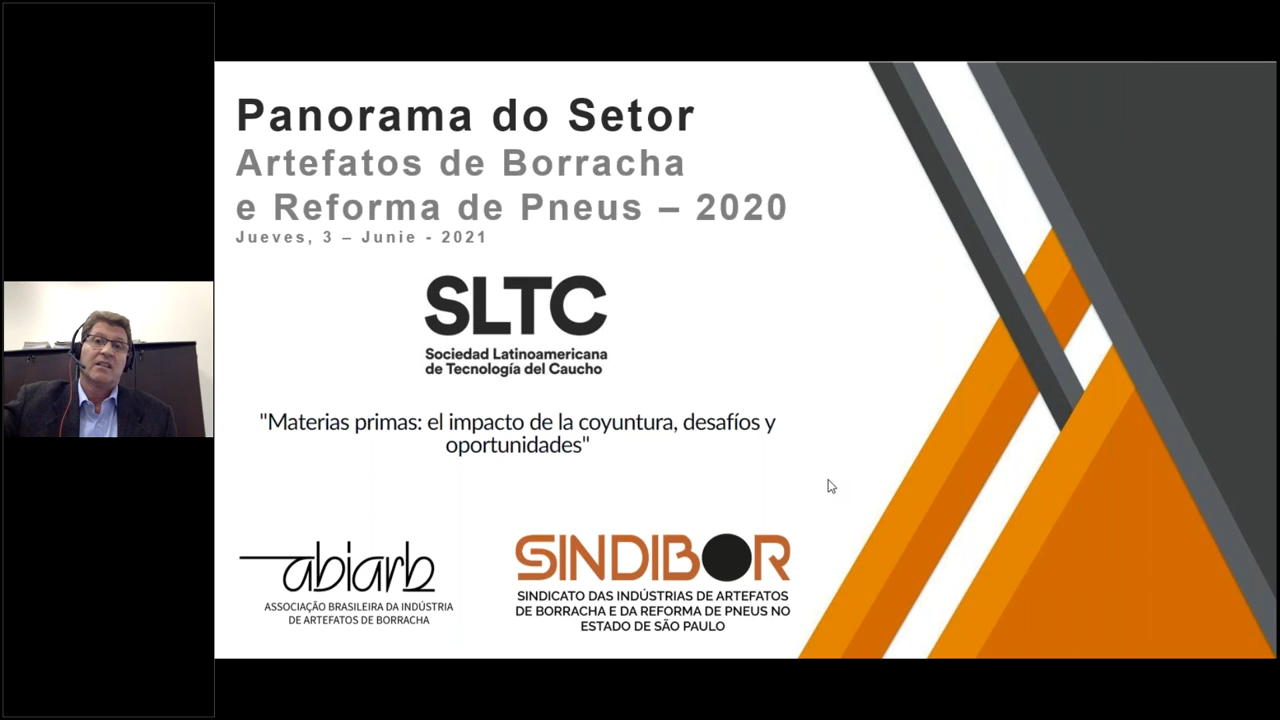 Panorama do Setor
Artefatos de Borracha
e Reforma de Pneus – 2020
Jueves, 3 – Junie - 2021
SLTC
Sociedad Latinoamericana
de Tecnología del Caucho
"Materias primas: el impacto de la coyuntura, desafíos y
oportunidades"
abiarb
ASSOCIAÇÃO BRASILEIRA DA INDÚSTRIA
DE ARTEFATOS DE BORRACHA
SINDIBOR
SINDICATO DAS INDÚSTRIAS DE ARTEFATOS
DE BORRACHA E DA REFORMA DE PNEUS NO
ESTADO DE SÃO PAULO